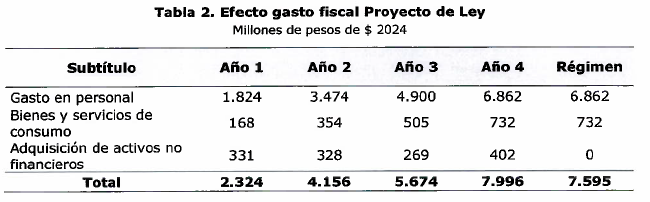 Tabla 2. Efecto gasto fiscal Proyecto de Ley
Millones de pesos de $ 2024
Subtítulo Año 1 Año 2 Año 3 Año 4 Régimen
Gasto en personal 1.824 3.474 4.900 6.862 6.862
Bienes y servicios de
consumo 168 354 505 732 732
Adquisición de activos no
financieros 331 328 269 402 0
Total 2.324 4.156 5.674 7.996 7.595